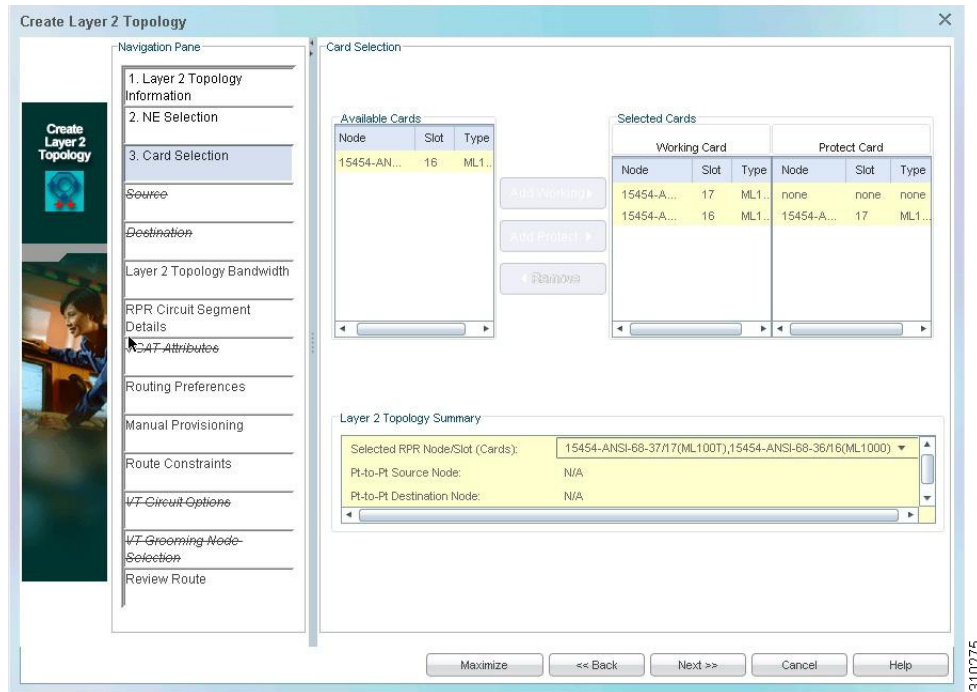 Create Layer 2 Topology
Navigation Pane
1. Layer 2 Topology
Information
2. NE Selection
3. Card Selection
Source
Destination
Layer 2 Topology Bandwidth
RPR Circuit Segment
Details
VCAT Attributes
Routing Preferences
Manual Provisioning
Route Constraints
VT Circuit Options
VT Grooming Node
Selection
Review Route
Create
Layer 2
Topology
Card Selection
Available Cards
Node Slot Type
15454-AN... 16 ML1..
Add Working
Add Protect
Remove
Selected Cards
Working Card Protect Card
Node Slot Type Node Slot Type
15454-A... 17 ML1.. none none none
15454-A... 16 ML1.. 15454-A... 17 ML1...
Layer 2 Topology Summary
Selected RPR Node/Slot (Cards): 15454-ANSI-68-37/17(ML100T),15454-ANSI-68-36/16(ML1000)
Pt-to-Pt Source Node: N/A
Pt-to-Pt Destination Node: N/A
Maximize << Back Next >> Cancel Help
310275